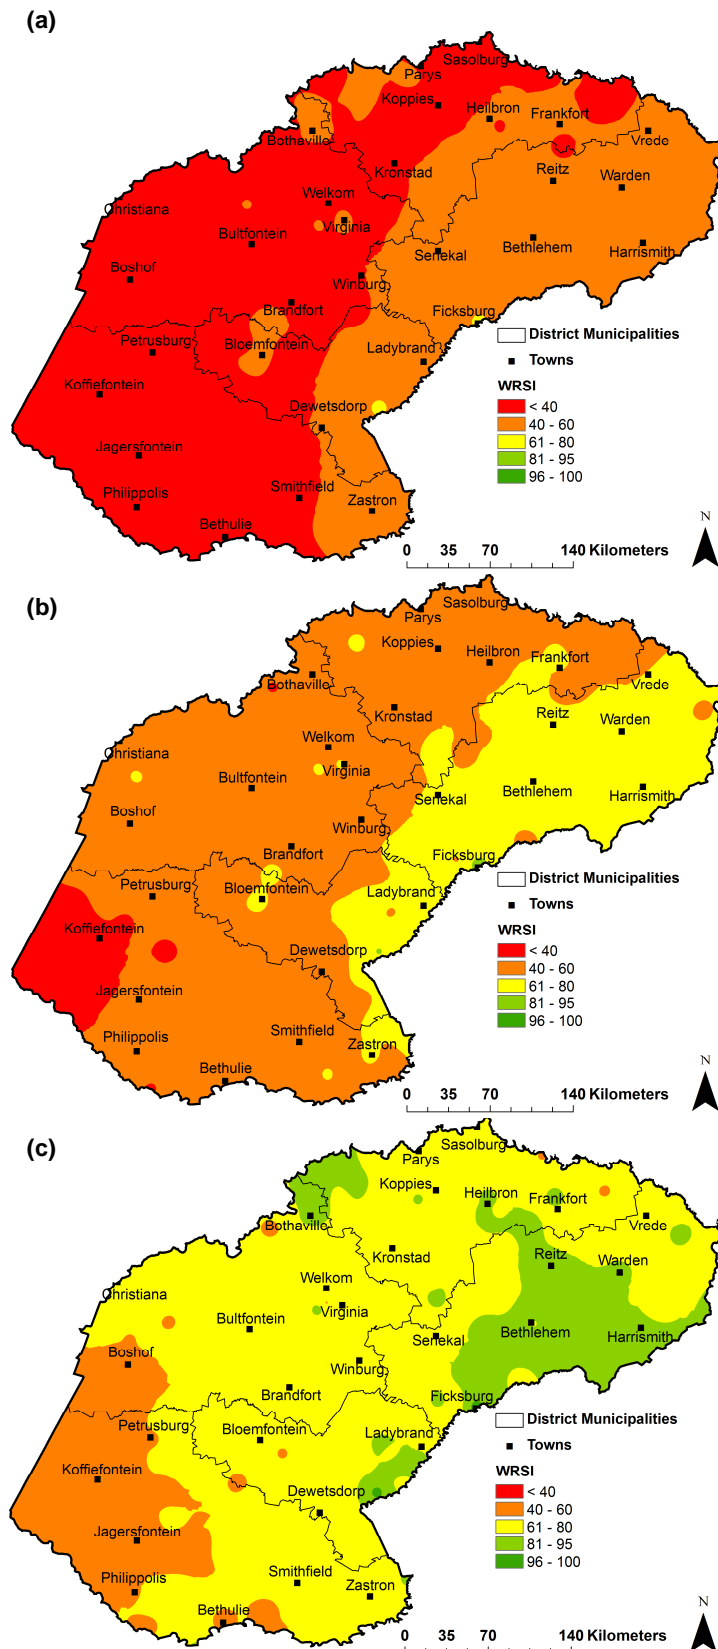 (a)
Sasolburg
Parys
Koppies
Heilbron
Frankfort
Bothaville
Vrede
Kronstad
Reitz
Warden
Welkom
Christiana
Virginia
Bultfontein
Senekal
Bethlehem
Harrismith
Boshof
Winburg
Brandfort
Ficksburg
Petrusburg
Bloemfontein
Ladybrand
Koffiefontein
Dewetsdorp
Jagersfontein
Philippolis
Smithfield
Zastron
Bethulie
District Municipalities
Towns
WRSI
< 40
40 - 60
61 - 80
81 - 95
96 - 100
N
0 35 70 140 Kilometers
(b)
Sasolburg
Parys
Koppies
Heilbron
Frankfort
Bothaville
Vrede
Kronstad
Reitz
Warden
Welkom
Christiana
Virginia
Bultfontein
Senekal
Bethlehem
Harrismith
Boshof
Winburg
Brandfort
Ficksburg
Petrusburg
Bloemfontein
Ladybrand
Koffiefontein
Dewetsdorp
Jagersfontein
Philippolis
Smithfield
Zastron
Bethulie
District Municipalities
Towns
WRSI
< 40
40 - 60
61 - 80
81 - 95
96 - 100
N
0 35 70 140 Kilometers
(c)
Sasolburg
Parys
Koppies
Heilbron
Frankfort
Bothaville
Vrede
Kronstad
Reitz
Warden
Welkom
Christiana
Virginia
Bultfontein
Senekal
Bethlehem
Harrismith
Boshof
Winburg
Brandfort
Ficksburg
Petrusburg
Bloemfontein
Ladybrand
Koffiefontein
Dewetsdorp
Jagersfontein
Philippolis
Smithfield
Zastron
Bethulie
District Municipalities
Towns
WRSI
< 40
40 - 60
61 - 80
81 - 95
96 - 100
N
0 35 70 140 Kilometers